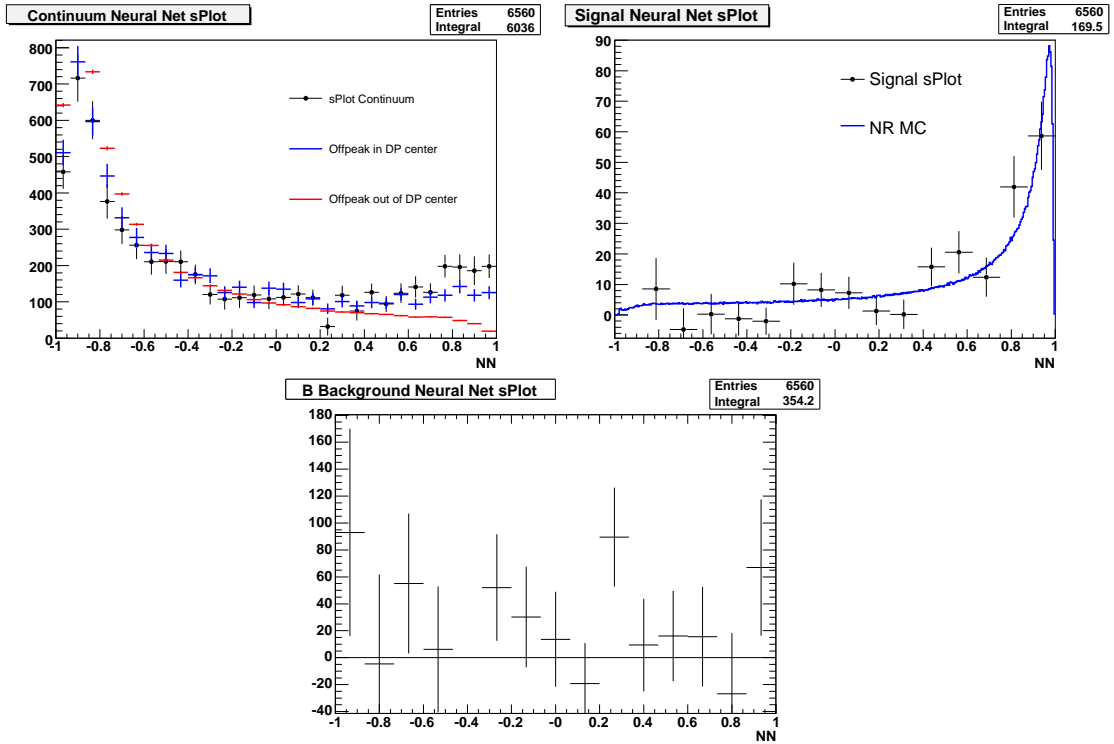 Continuum Neural Net sPlot
Entries 6560
Integral 6036
800
700
600
500
400
300
200
100
0
sPlot Continuum
Offpeak in DP center
Offpeak out of DP center
-1 -0.8 -0.6 -0.4 -0.2 -0 0.2 0.4 0.6 0.8 1
NN
Signal Neural Net sPlot
Entries 6560
Integral 169.5
90
80
70
60
50
40
30
20
10
0
Signal sPlot
NR MC
-1 -0.8 -0.6 -0.4 -0.2 -0 0.2 0.4 0.6 0.8 1
NN
B Background Neural Net sPlot
Entries 6560
Integral 354.2
180
160
140
120
100
80
60
40
20
0
-20
-40
-1 -0.8 -0.6 -0.4 -0.2 -0 0.2 0.4 0.6 0.8 1
NN